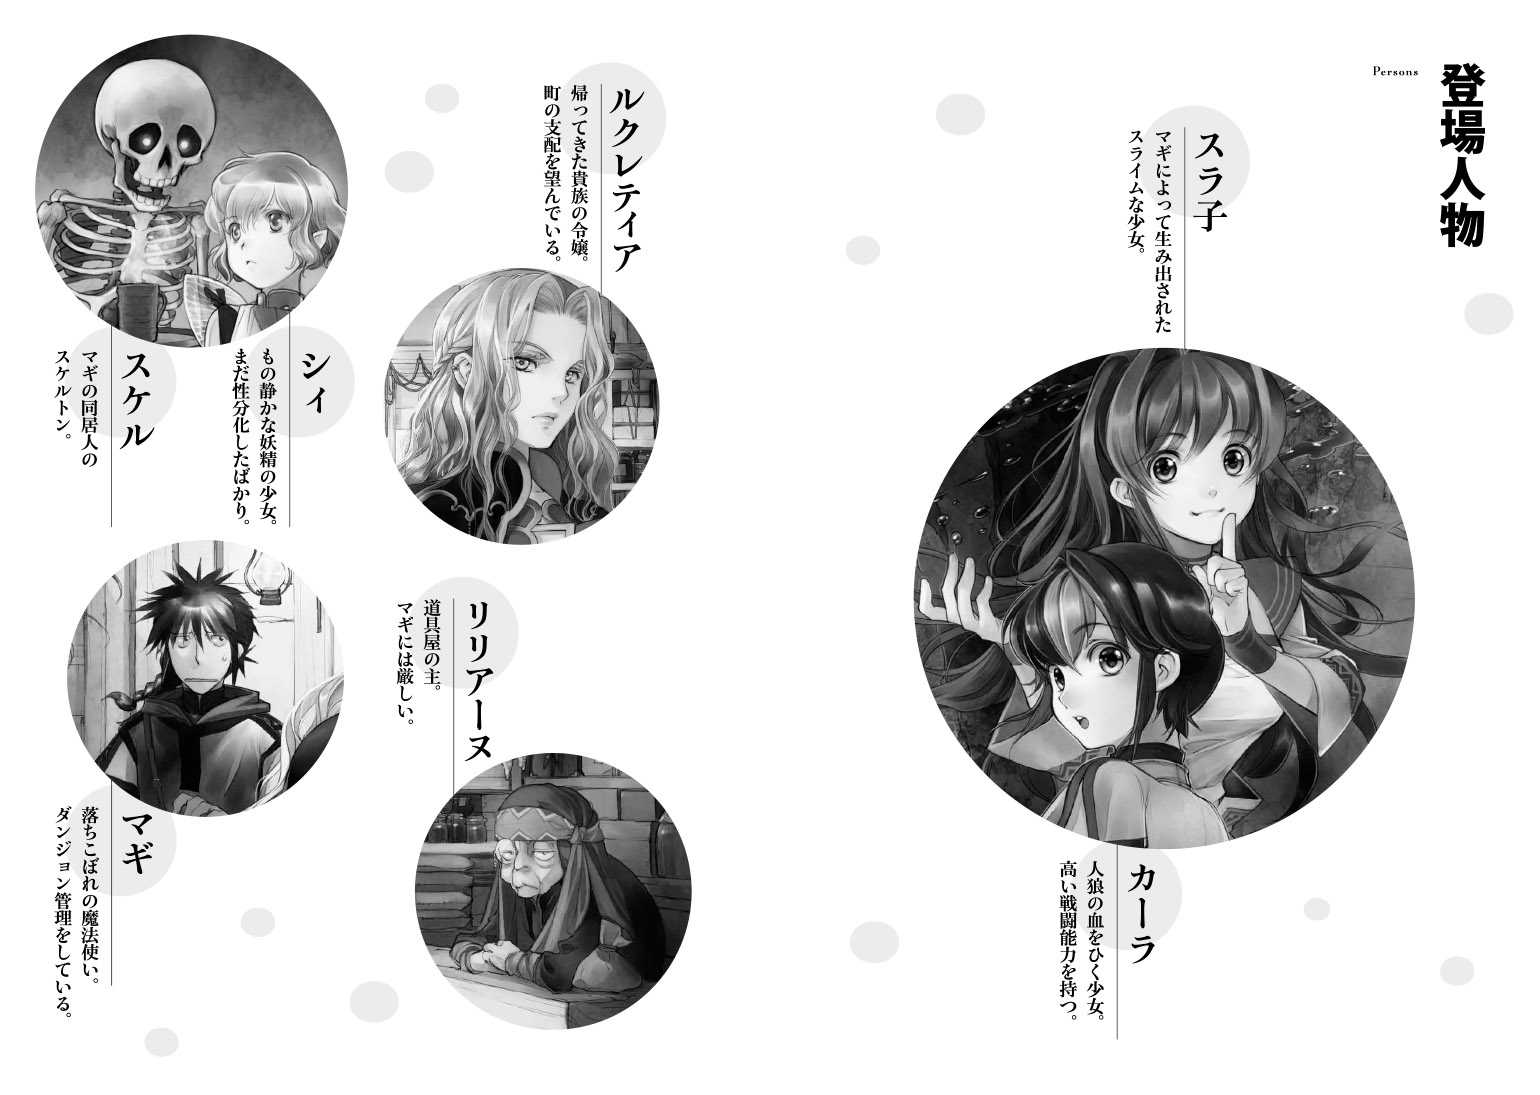 登場人物
Persons
スラ子
マギによって生み出された
スライムな少女。
カーラ
人狼の血をひく少女。
高い戦闘能力を持つ。
ルクレティア
帰ってきた貴族の令嬢。
町の支配を望んでいる。
リリアーヌ
道具屋の主。
マギには厳しい。
シィ
もの静かな妖精の少女。
まだ性分化したばかり。
スケル
マギの同居人の
スケルトン。
マギ
落ちこぼれの魔法使い。
ダンジョン管理をしている。